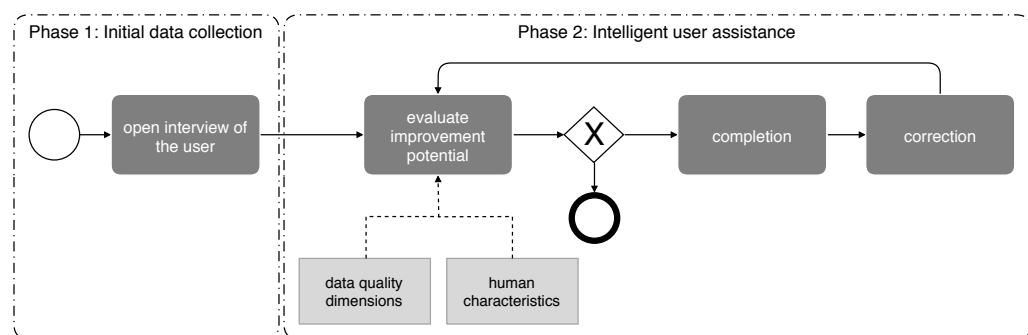 Phase 1: Initial data collection
Phase 2: Intelligent user assistance
open interview of
the user
evaluate
improvement
potential
X
completion
correction
data quality
dimensions
human
characteristics